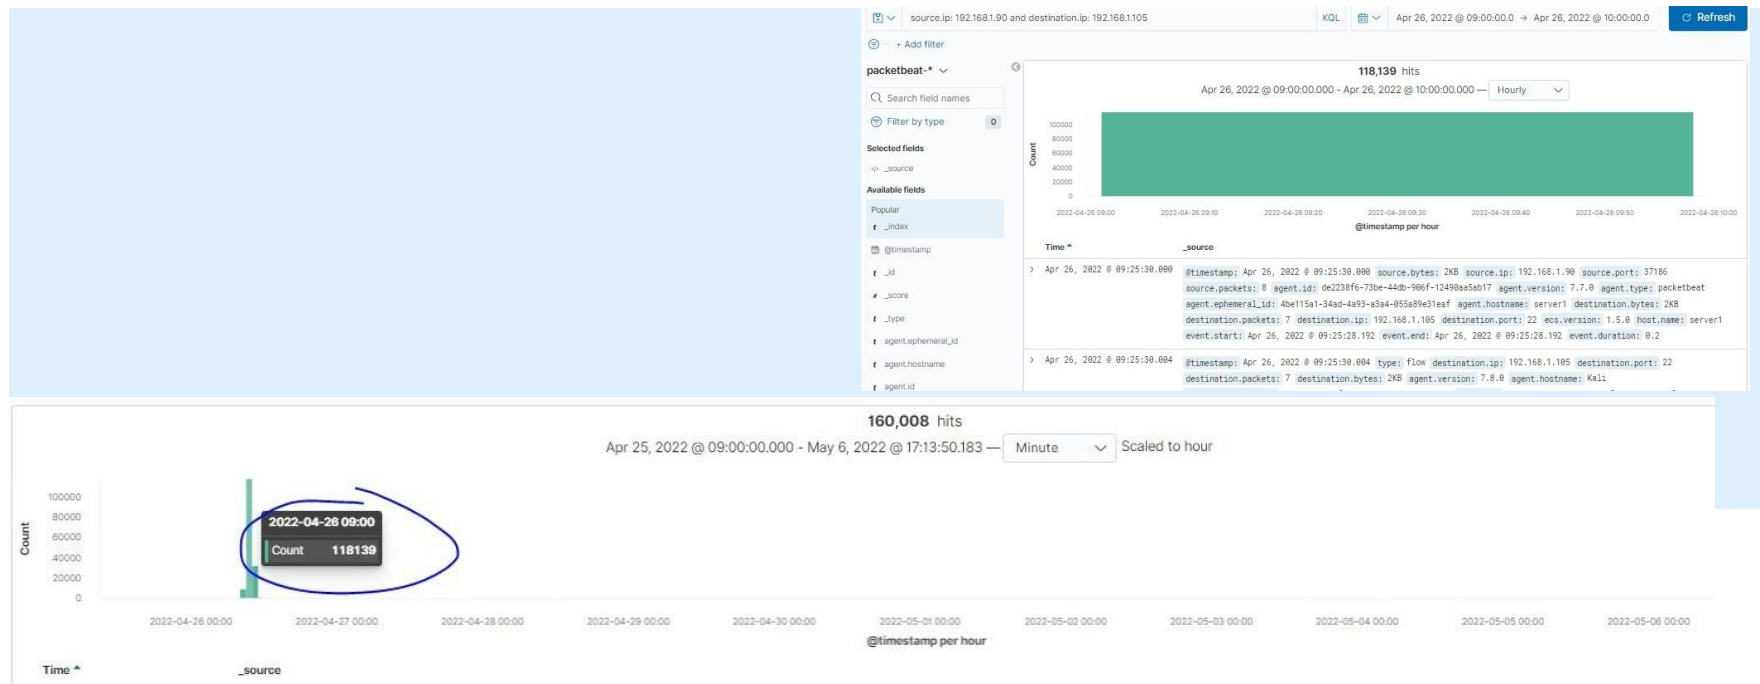 source.ip: 192.168.1.90 and destination.ip: 192.168.1.105 KQL Apr 26, 2022 @ 09:00:00.0 → Apr 26, 2022 @ 10:00:00.0 Refresh
+ Add filter
packetbeat-*
Search field names
Filter by type 0
Selected fields
</> _source
Available fields
Popular
t _index
@timestamp
t _id
# _score
t _type
t agent.ephemeral_id
t agent.hostname
t agent.id
118,139 hits
Apr 26, 2022 @ 09:00:00.000 - Apr 26, 2022 @ 10:00:00.000 — Hourly
Count
100000
80000
60000
40000
20000
0
2022-04-26 09:00 2022-04-26 09:10 2022-04-26 09:20 2022-04-26 09:30 2022-04-26 09:40 2022-04-26 09:50 2022-04-26 10:00
@timestamp per hour
Time _source
Apr 26, 2022 @ 09:25:30.000 @timestamp: Apr 26, 2022 @ 09:25:30.000 source.bytes: 2KB source.ip: 192.168.1.90 source.port: 37186
source.packets: 8 agent.id: de2238f6-73be-44db-906f-12490aa5ab17 agent.version: 7.7.0 agent.type: packetbeat
agent.ephemeral_id: 4be115a1-34ad-4a93-a3a4-055a89e31eaf agent.hostname: server1 destination.bytes: 2KB
destination.packets: 7 destination.ip: 192.168.1.105 destination.port: 22 ecs.version: 1.5.0 host.name: server1
event.start: Apr 26, 2022 @ 09:25:28.192 event.end: Apr 26, 2022 @ 09:25:28.192 event.duration: 0.2
Apr 26, 2022 @ 09:25:30.004 @timestamp: Apr 26, 2022 @ 09:25:30.004 type: flow destination.ip: 192.168.1.105 destination.port: 22
destination.packets: 7 destination.bytes: 2KB agent.version: 7.8.0 agent.hostname: Kali
160,008 hits
Apr 25, 2022 @ 09:00:00.000 - May 6, 2022 @ 17:13:50.183 — Minute Scaled to hour
Count
100000
80000
60000
40000
20000
0
2022-04-26 09:00
Count 118139
2022-04-26 00:00 2022-04-27 00:00 2022-04-28 00:00 2022-04-29 00:00 2022-04-30 00:00 2022-05-01 00:00 2022-05-02 00:00 2022-05-03 00:00 2022-05-04 00:00 2022-05-05 00:00 2022-05-06 00:00
@timestamp per hour
Time _source